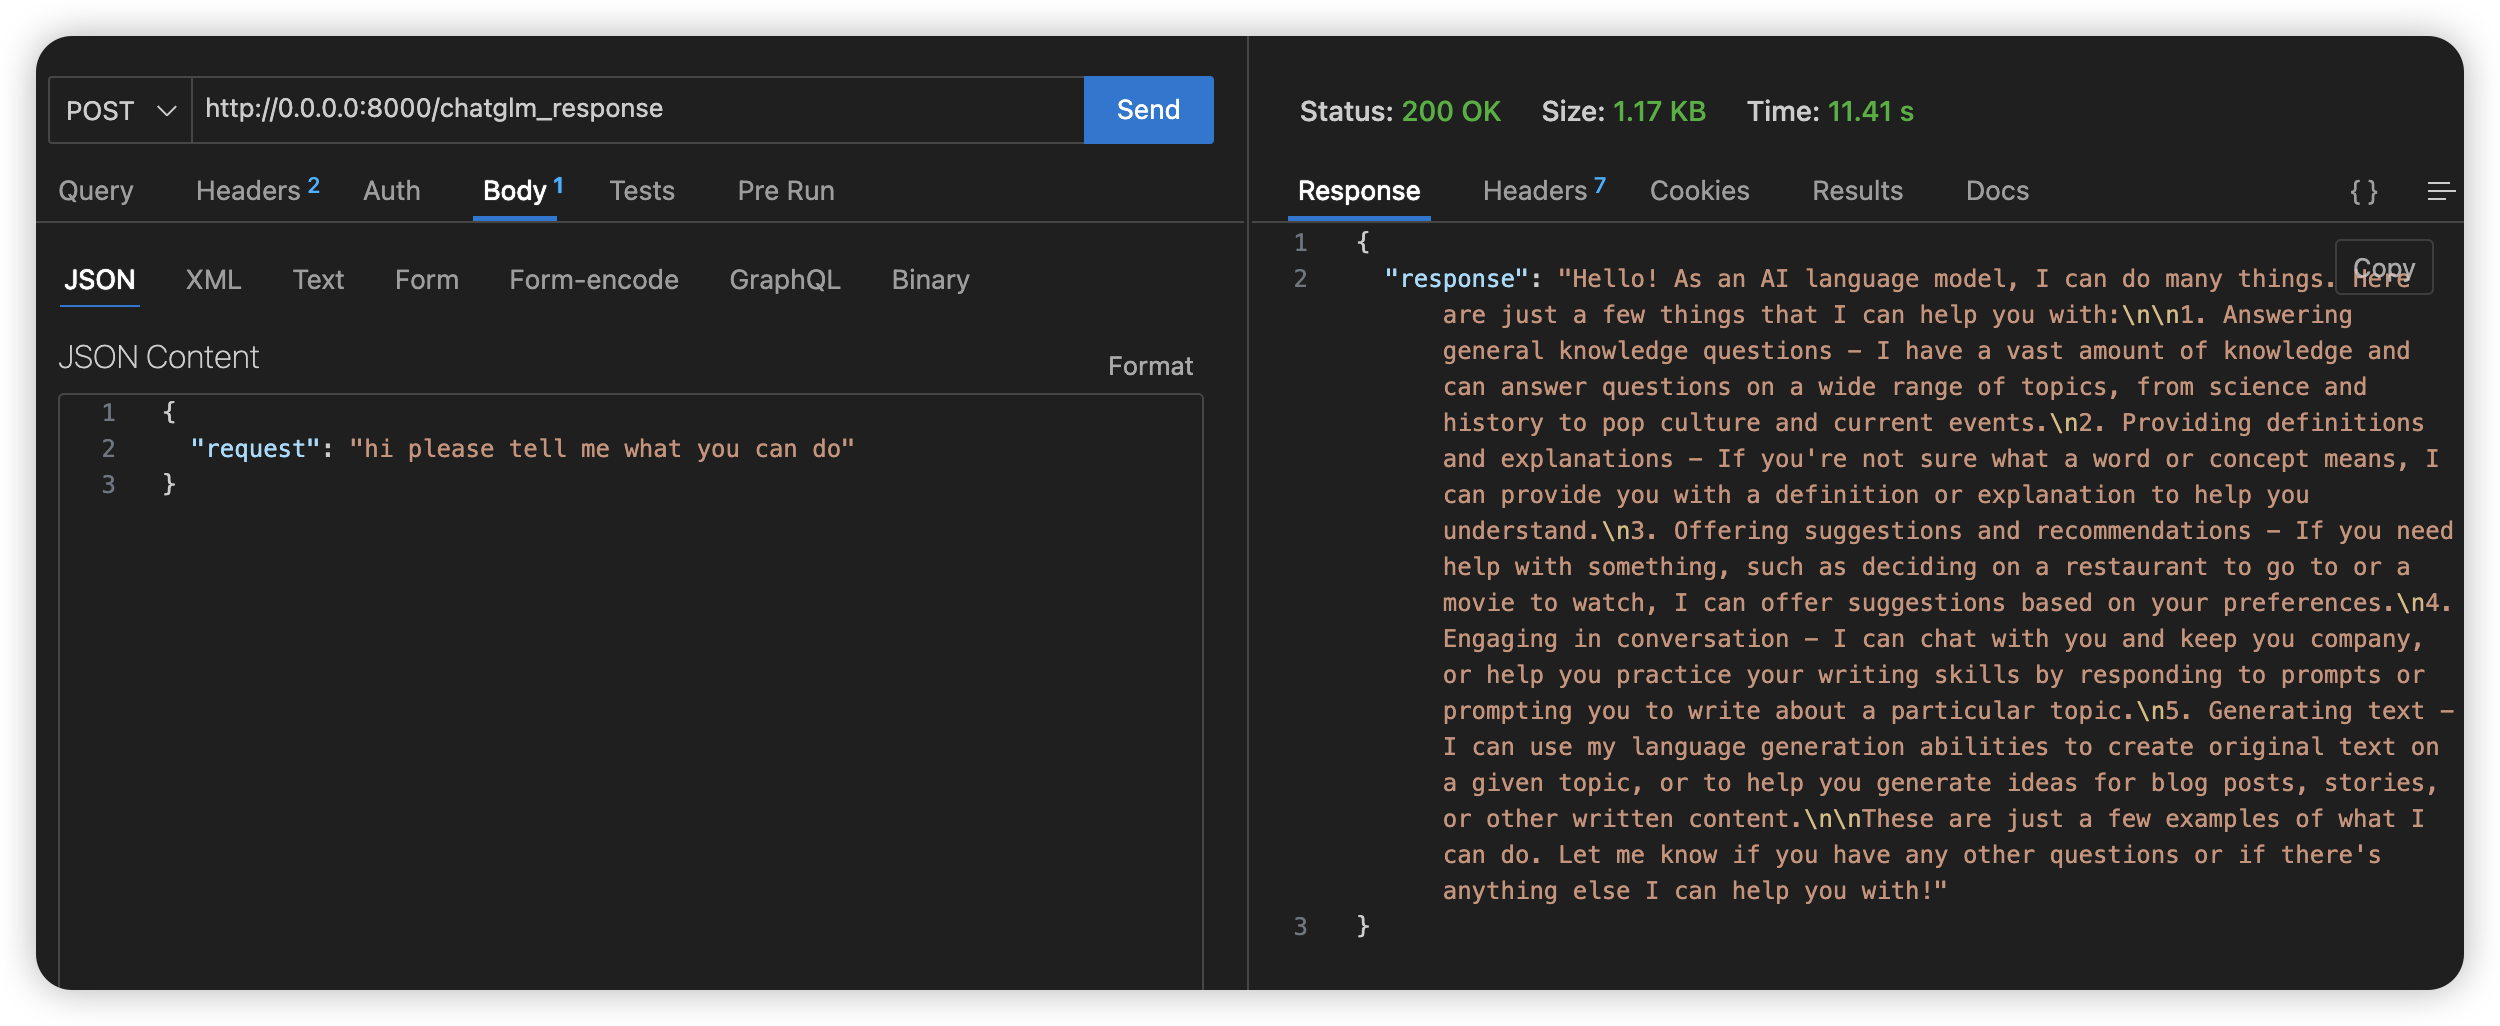 POST http://0.0.0.0:8000/chatglm_response Send
Query Headers 2 Auth Body 1 Tests Pre Run
JSON XML Text Form Form-encode GraphQL Binary
JSON Content Format
1 {
2 "request": "hi please tell me what you can do"
3 }
Status: 200 OK Size: 1.17 KB Time: 11.41 s
Response Headers 7 Cookies Results Docs { }
Copy
1 {
2 "response": "Hello! As an AI language model, I can do many things. Here
are just a few things that I can help you with:\n\n1. Answering
general knowledge questions – I have a vast amount of knowledge and
can answer questions on a wide range of topics, from science and
history to pop culture and current events.\n2. Providing definitions
and explanations – If you're not sure what a word or concept means, I
can provide you with a definition or explanation to help you
understand.\n3. Offering suggestions and recommendations – If you need
help with something, such as deciding on a restaurant to go to or a
movie to watch, I can offer suggestions based on your preferences.\n4.
Engaging in conversation – I can chat with you and keep you company,
or help you practice your writing skills by responding to prompts or
prompting you to write about a particular topic.\n5. Generating text –
I can use my language generation abilities to create original text on
a given topic, or to help you generate ideas for blog posts, stories,
or other written content.\n\nThese are just a few examples of what I
can do. Let me know if you have any other questions or if there's
anything else I can help you with!"
3 }